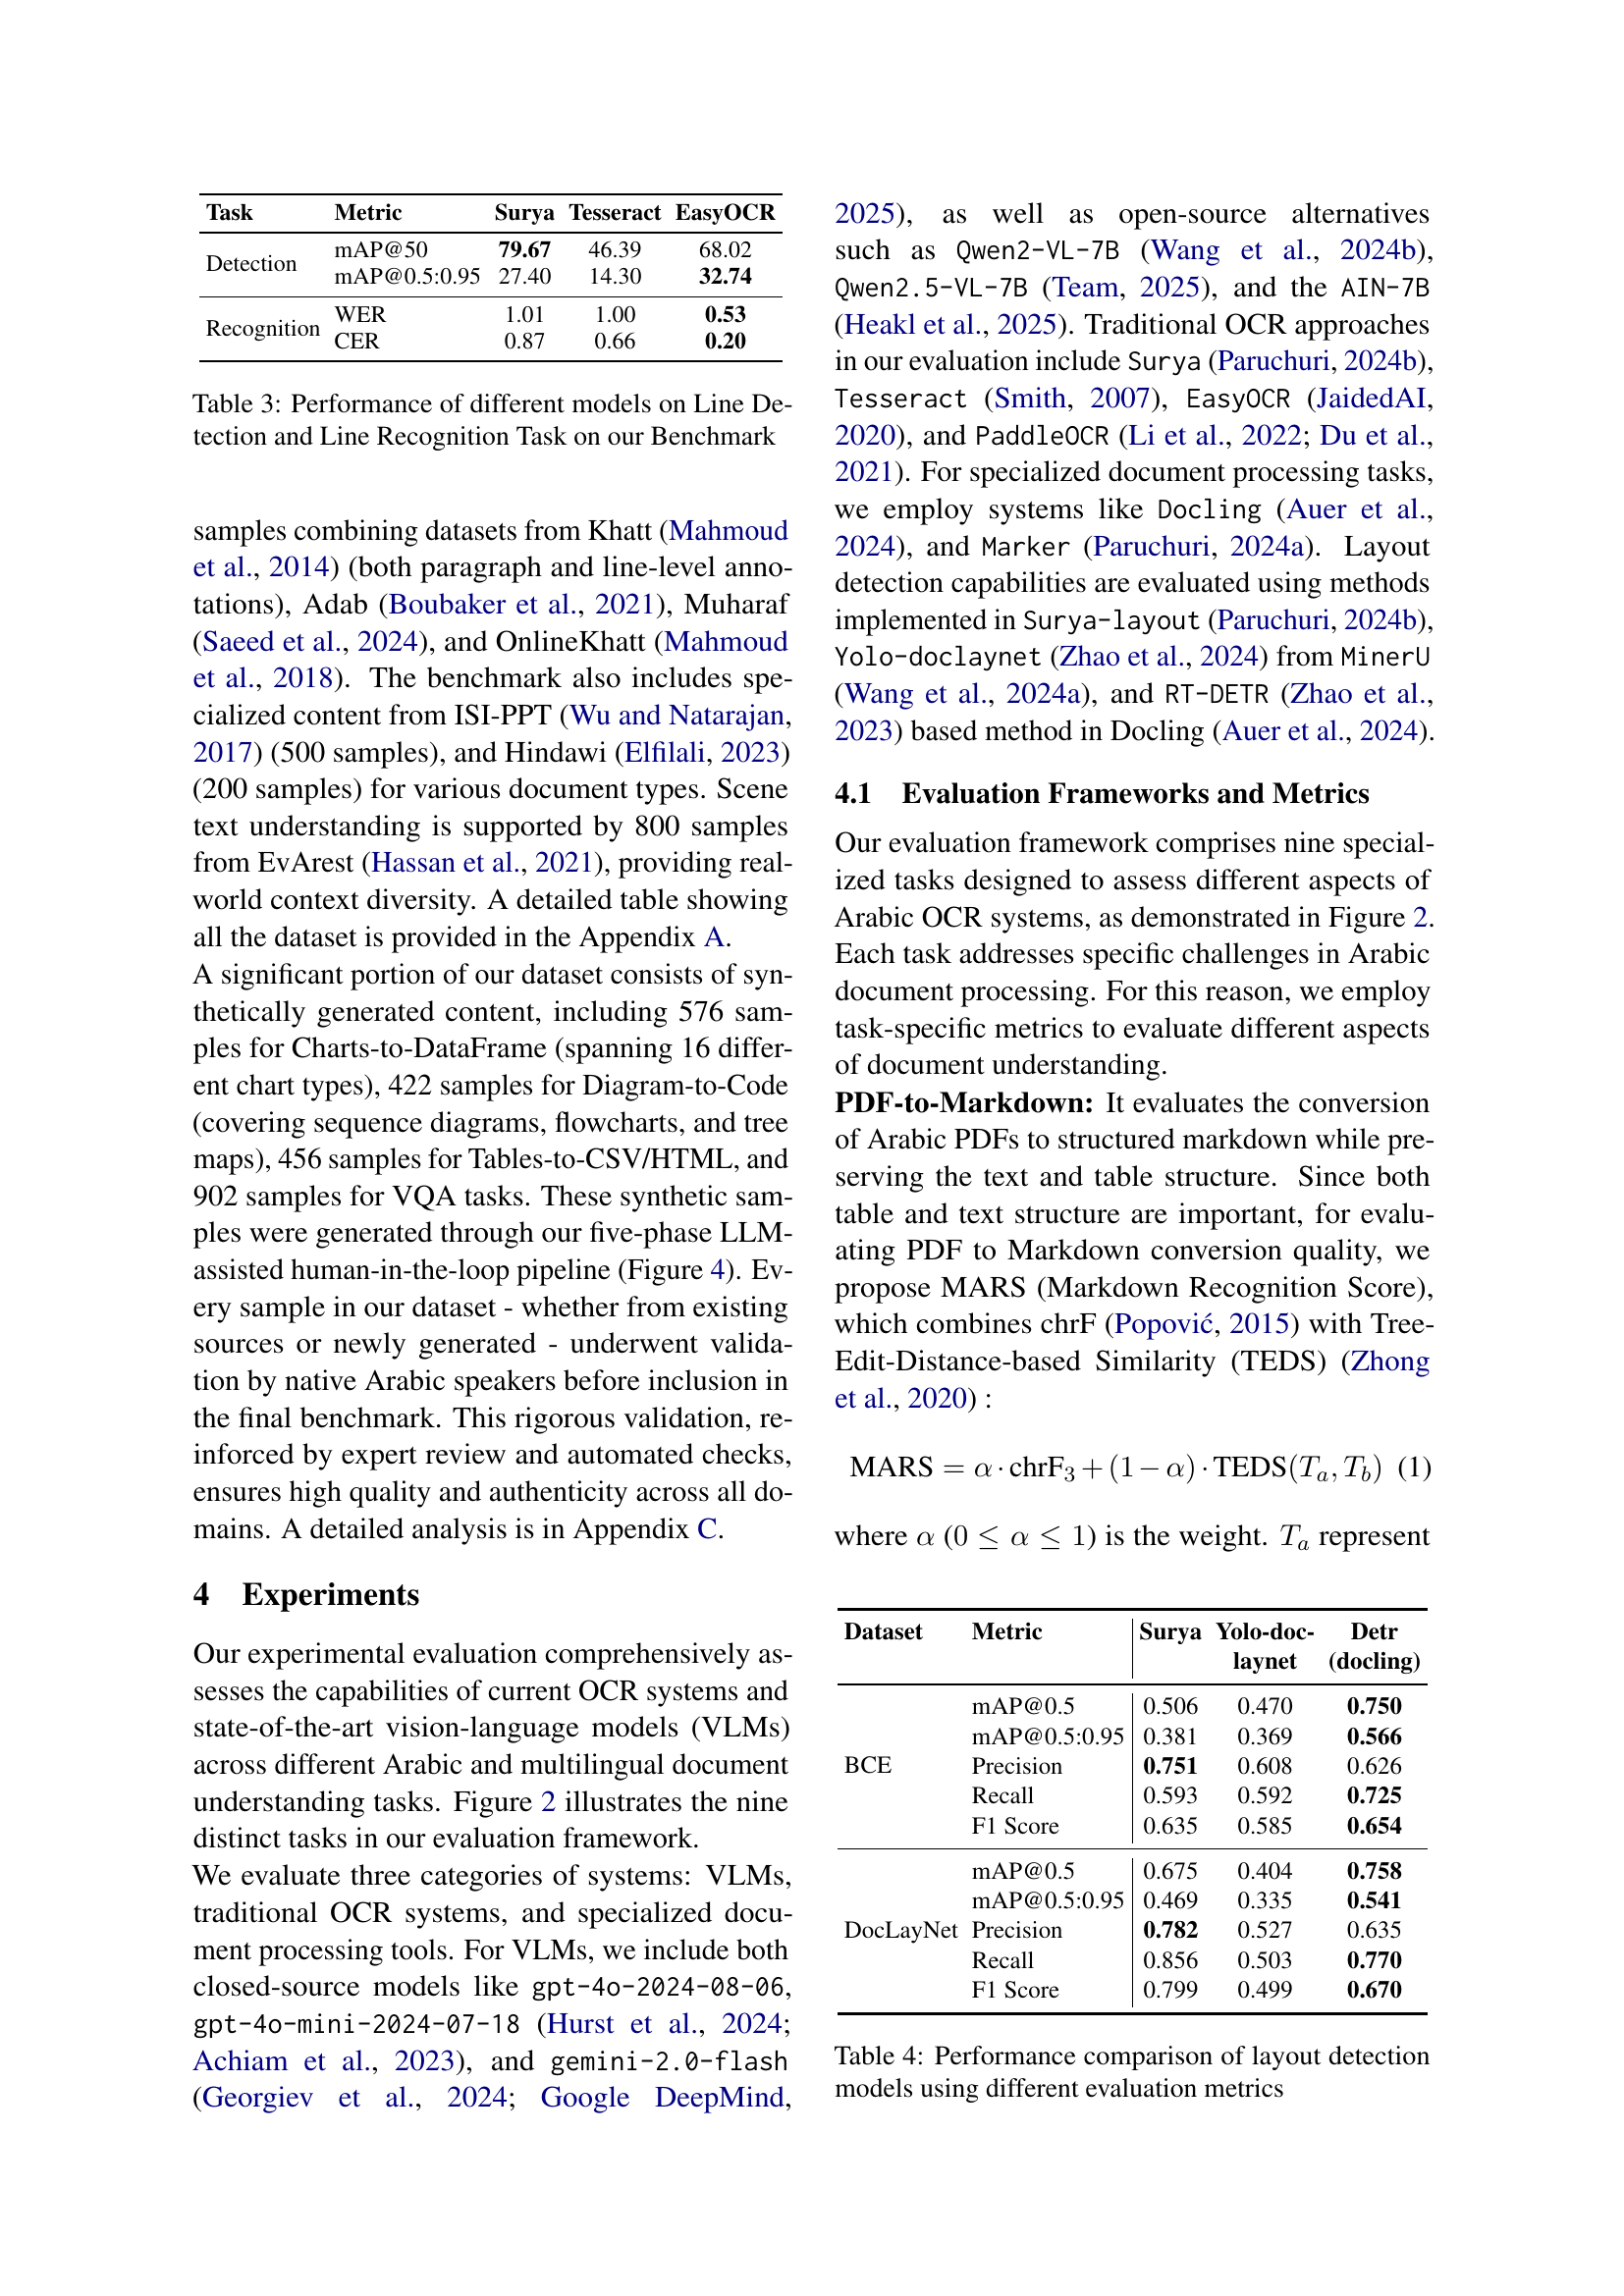 Task Metric Surya Tesseract EasyOCR
Detection mAP@50 79.67 46.39 68.02
mAP@0.5:0.95 27.40 14.30 32.74
Recognition WER 1.01 1.00 0.53
CER 0.87 0.66 0.20
Table 3: Performance of different models on Line De-
tection and Line Recognition Task on our Benchmark
samples combining datasets from Khatt (Mahmoud
et al., 2014) (both paragraph and line-level anno-
tations), Adab (Boubaker et al., 2021), Muharaf
(Saeed et al., 2024), and OnlineKhatt (Mahmoud
et al., 2018). The benchmark also includes spe-
cialized content from ISI-PPT (Wu and Natarajan,
2017) (500 samples), and Hindawi (Elfilali, 2023)
(200 samples) for various document types. Scene
text understanding is supported by 800 samples
from EvArest (Hassan et al., 2021), providing real-
world context diversity. A detailed table showing
all the dataset is provided in the Appendix A.
A significant portion of our dataset consists of syn-
thetically generated content, including 576 sam-
ples for Charts-to-DataFrame (spanning 16 differ-
ent chart types), 422 samples for Diagram-to-Code
(covering sequence diagrams, flowcharts, and tree
maps), 456 samples for Tables-to-CSV/HTML, and
902 samples for VQA tasks. These synthetic sam-
ples were generated through our five-phase LLM-
assisted human-in-the-loop pipeline (Figure 4). Ev-
ery sample in our dataset - whether from existing
sources or newly generated - underwent valida-
tion by native Arabic speakers before inclusion in
the final benchmark. This rigorous validation, re-
inforced by expert review and automated checks,
ensures high quality and authenticity across all do-
mains. A detailed analysis is in Appendix C.
4 Experiments
Our experimental evaluation comprehensively as-
sesses the capabilities of current OCR systems and
state-of-the-art vision-language models (VLMs)
across different Arabic and multilingual document
understanding tasks. Figure 2 illustrates the nine
distinct tasks in our evaluation framework.
We evaluate three categories of systems: VLMs,
traditional OCR systems, and specialized docu-
ment processing tools. For VLMs, we include both
closed-source models like gpt-4o-2024-08-06,
gpt-4o-mini-2024-07-18 (Hurst et al., 2024;
Achiam et al., 2023), and gemini-2.0-flash
(Georgiev et al., 2024; Google DeepMind,
2025), as well as open-source alternatives
such as Qwen2-VL-7B (Wang et al., 2024b),
Qwen2.5-VL-7B (Team, 2025), and the AIN-7B
(Heakl et al., 2025). Traditional OCR approaches
in our evaluation include Surya (Paruchuri, 2024b),
Tesseract (Smith, 2007), EasyOCR (JaidedAI,
2020), and PaddleOCR (Li et al., 2022; Du et al.,
2021). For specialized document processing tasks,
we employ systems like Docling (Auer et al.,
2024), and Marker (Paruchuri, 2024a). Layout
detection capabilities are evaluated using methods
implemented in Surya-layout (Paruchuri, 2024b),
Yolo-doclaynet (Zhao et al., 2024) from MinerU
(Wang et al., 2024a), and RT-DETR (Zhao et al.,
2023) based method in Docling (Auer et al., 2024).
4.1 Evaluation Frameworks and Metrics
Our evaluation framework comprises nine special-
ized tasks designed to assess different aspects of
Arabic OCR systems, as demonstrated in Figure 2.
Each task addresses specific challenges in Arabic
document processing. For this reason, we employ
task-specific metrics to evaluate different aspects
of document understanding.
PDF-to-Markdown: It evaluates the conversion
of Arabic PDFs to structured markdown while pre-
serving the text and table structure. Since both
table and text structure are important, for evalu-
ating PDF to Markdown conversion quality, we
propose MARS (Markdown Recognition Score),
which combines chrF (Popović, 2015) with Tree-
Edit-Distance-based Similarity (TEDS) (Zhong
et al., 2020) :
MARS = α · chrF₃ + (1 − α) · TEDS(Tₐ, T_b) (1)
where α (0 ≤ α ≤ 1) is the weight. Tₐ represent
Dataset Metric Surya Yolo-doc- Detr
laynet (docling)
mAP@0.5 0.506 0.470 0.750
mAP@0.5:0.95 0.381 0.369 0.566
BCE Precision 0.751 0.608 0.626
Recall 0.593 0.592 0.725
F1 Score 0.635 0.585 0.654
mAP@0.5 0.675 0.404 0.758
mAP@0.5:0.95 0.469 0.335 0.541
DocLayNet Precision 0.782 0.527 0.635
Recall 0.856 0.503 0.770
F1 Score 0.799 0.499 0.670
Table 4: Performance comparison of layout detection
models using different evaluation metrics